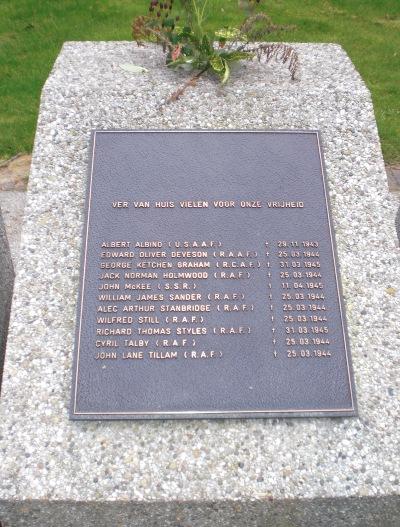 VER VAN HUIS VIELEN VOOR ONZE VRIJHEID
ALBERT ALBINO (U.S.A.A.F.) † 29.11.1943
EDWARD OLIVER DEVESON (R.A.A.F.) † 25.03.1944
GEORGE KETCHEN GRAHAM (R.C.A.F.) † 31.03.1945
JACK NORMAN HOLMWOOD (R.A.F.) † 25.03.1944
JOHN McKEE (S.S.R.) † 11.04.1945
WILLIAM JAMES SANDER (R.A.F.) † 25.03.1944
ALEC ARTHUR STANBRIDGE (R.A.F.) † 25.03.1944
WILFRED STILL (R.A.F.) † 25.03.1944
RICHARD THOMAS STYLES (R.A.F.) † 31.03.1945
CYRIL TALBY (R.A.F.) † 25.03.1944
JOHN LANE TILLAM (R.A.F.) † 25.03.1944